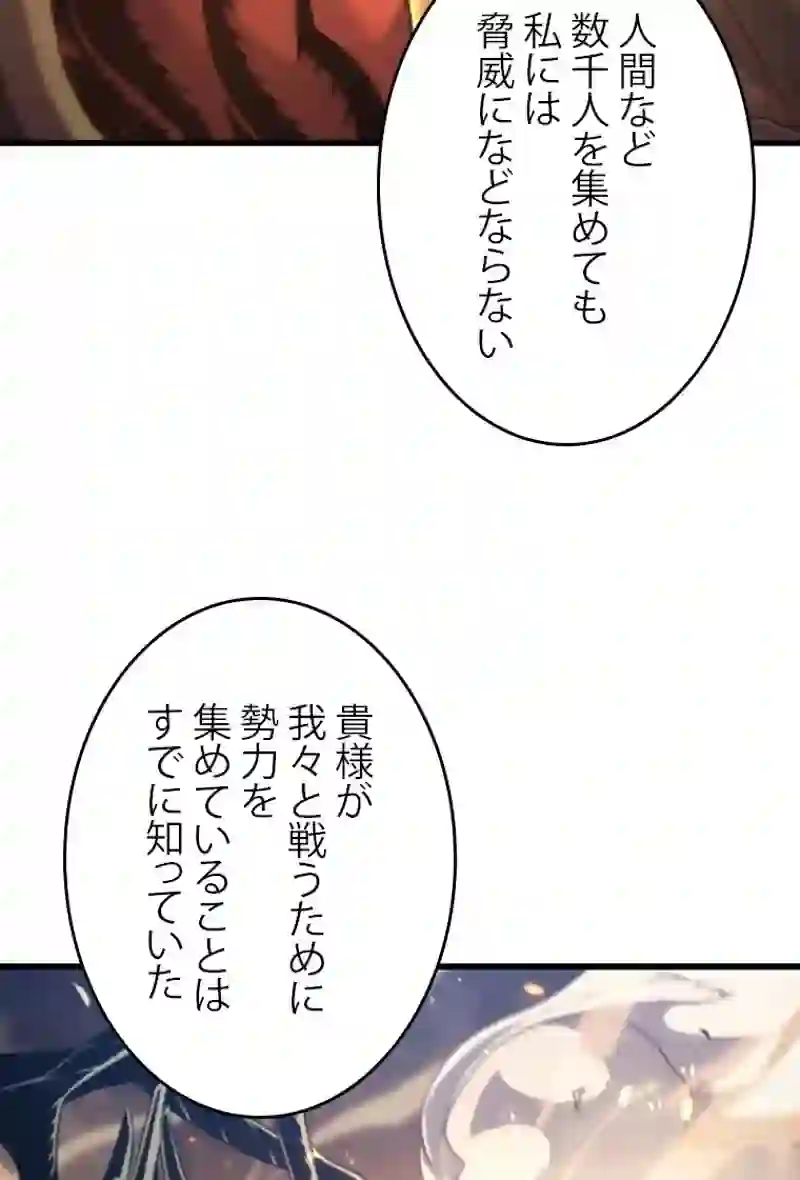 人間など
数千人を集めても
私には
脅威になどならない
貴様が
我々と戦うために
勢力を
集めていることは
すでに知っていた